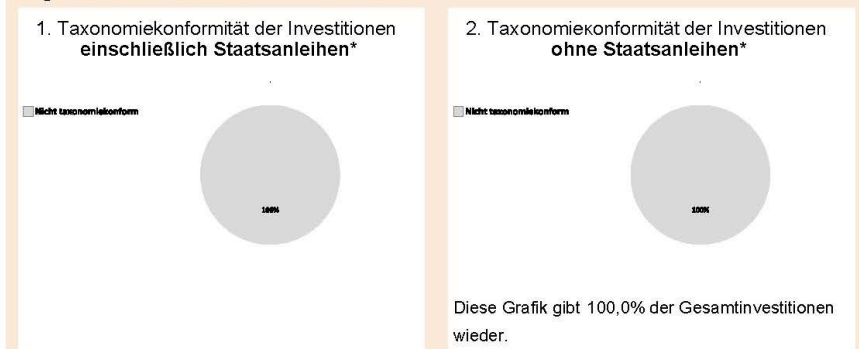 1. Taxonomiekonformität der Investitionen
einschließlich Staatsanleihen*
Nicht taxonomiekonform
100%
2. Taxonomiekonformität der Investitionen
ohne Staatsanleihen*
Nicht taxonomiekonform
100%
Diese Grafik gibt 100,0% der Gesamtinvestitionen
wieder.